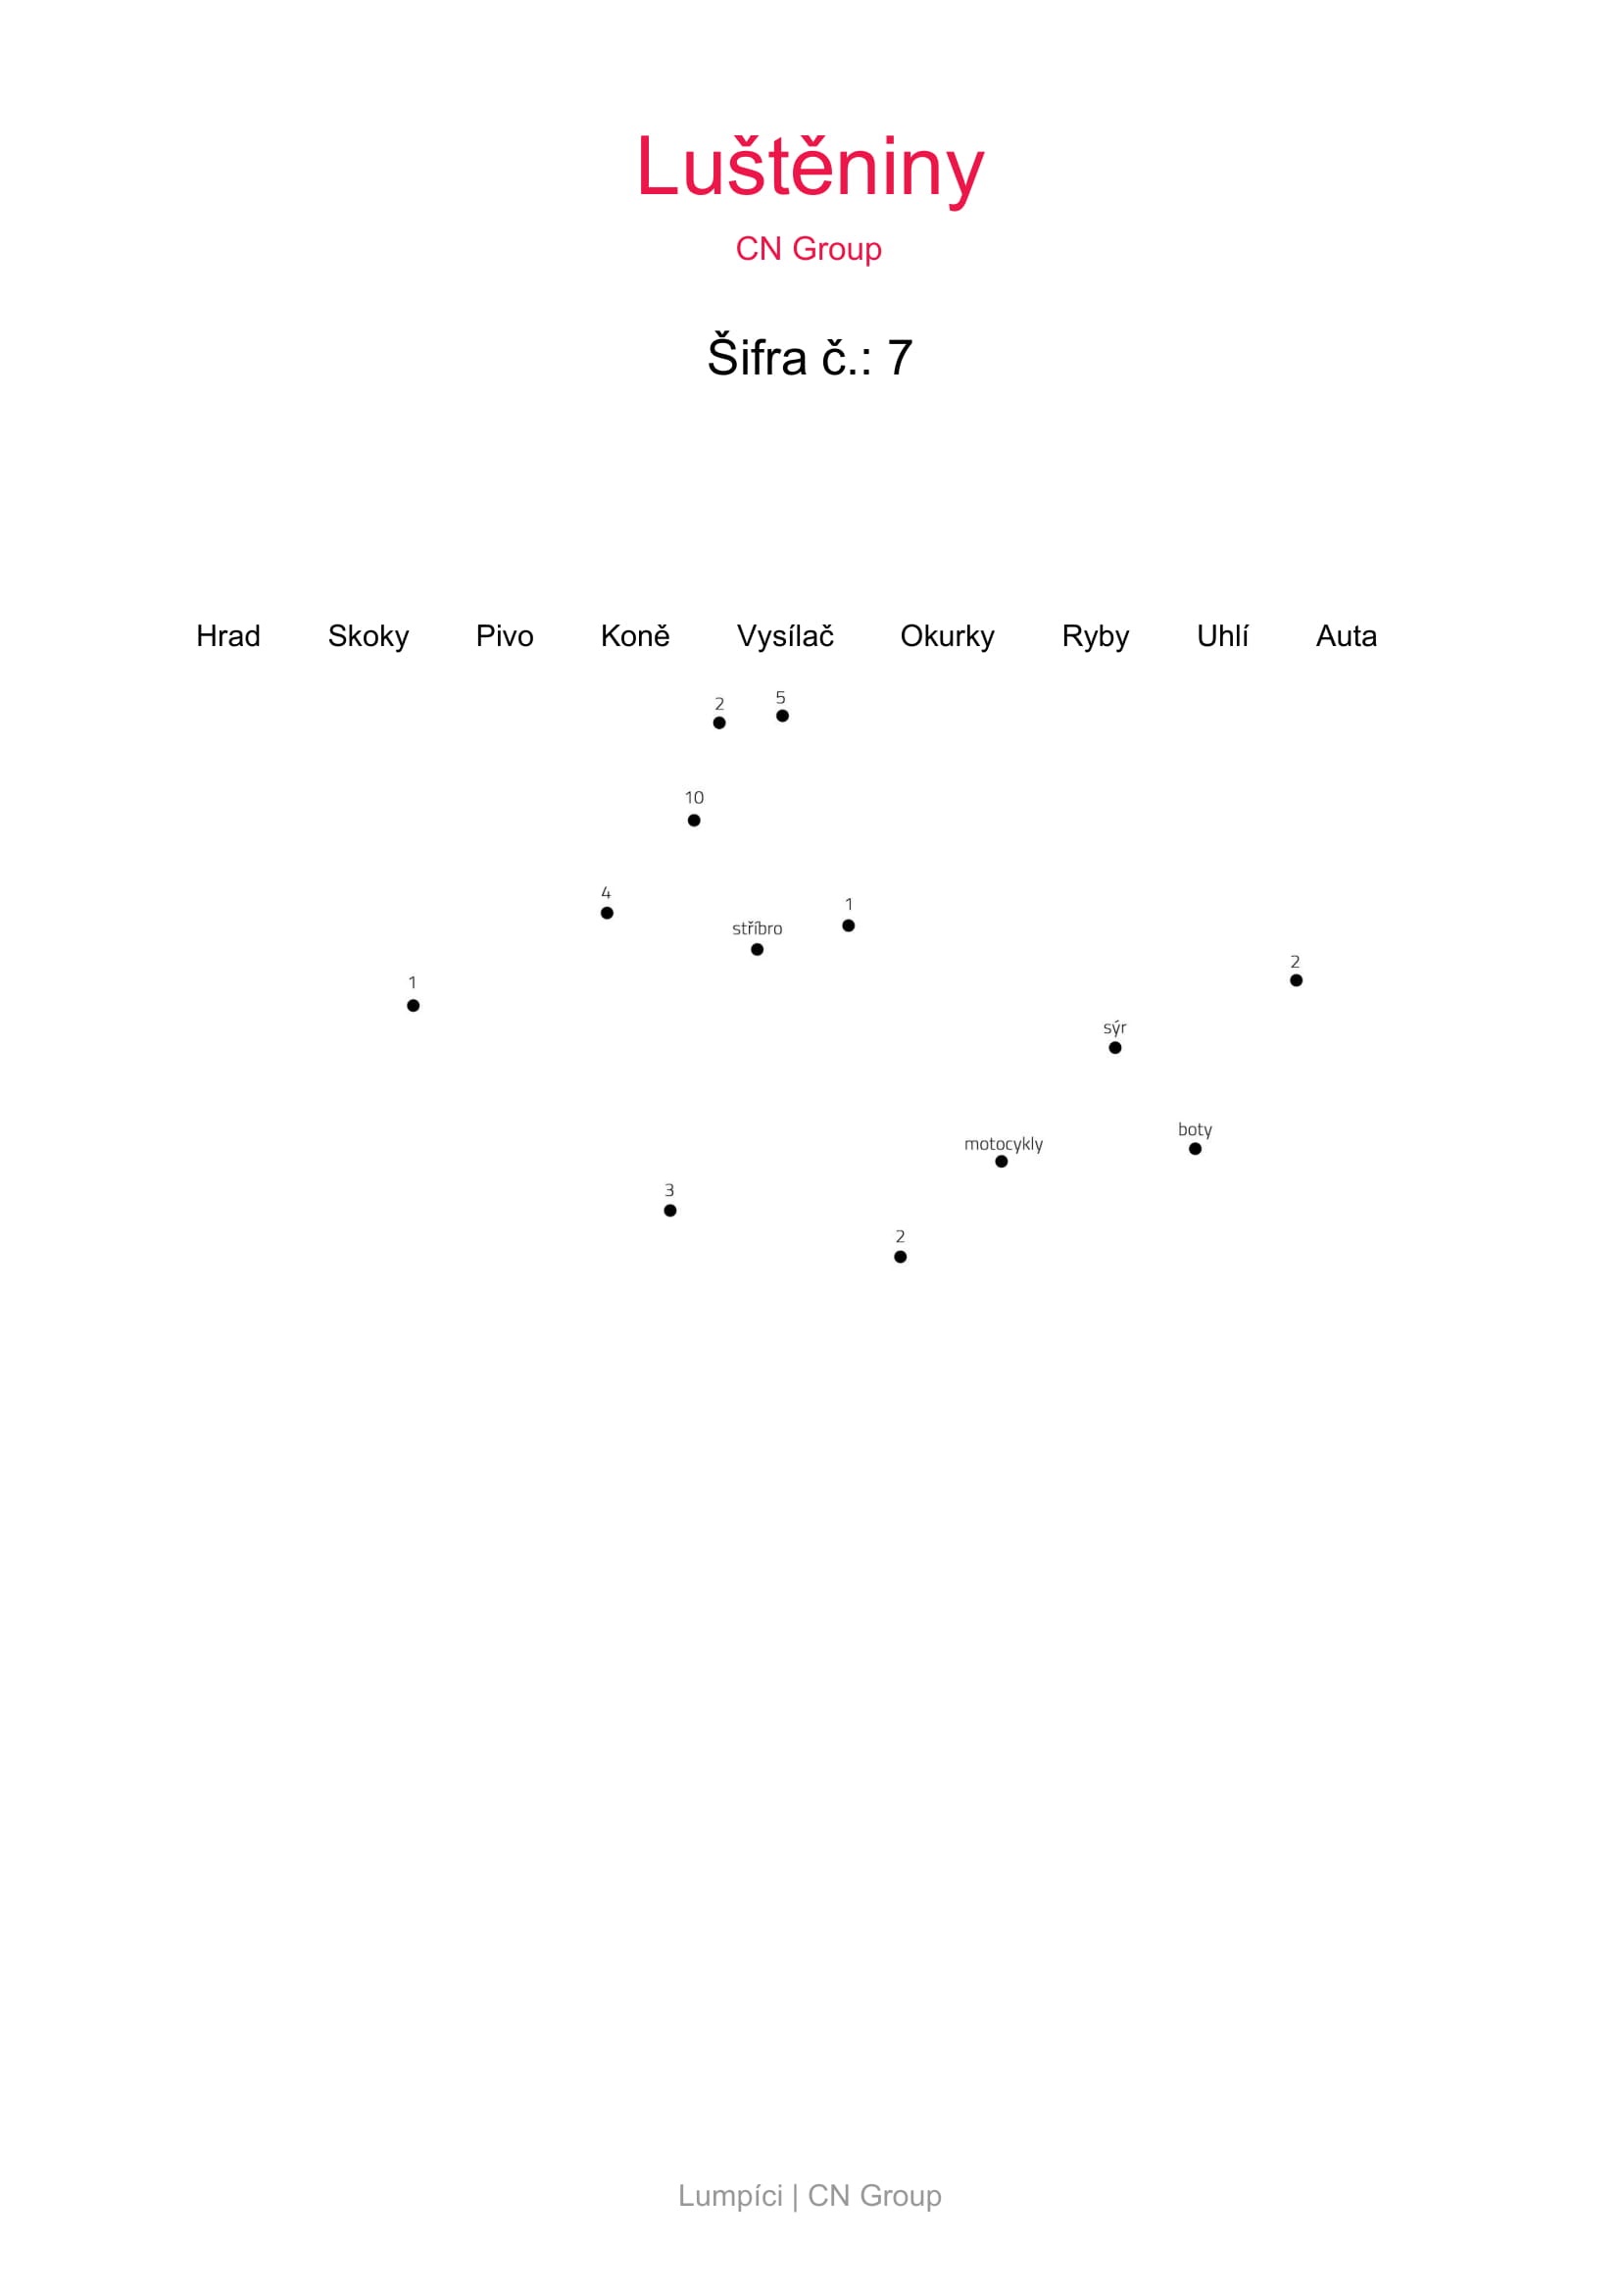 Luštěniny
CN Group
Šifra č.: 7
Hrad Skoky Pivo Koně Vysílač Okurky Ryby Uhlí Auta
2 5
10
4
1
stříbro
2
1
sýr
boty
motocykly
3
2
Lumpíci | CN Group